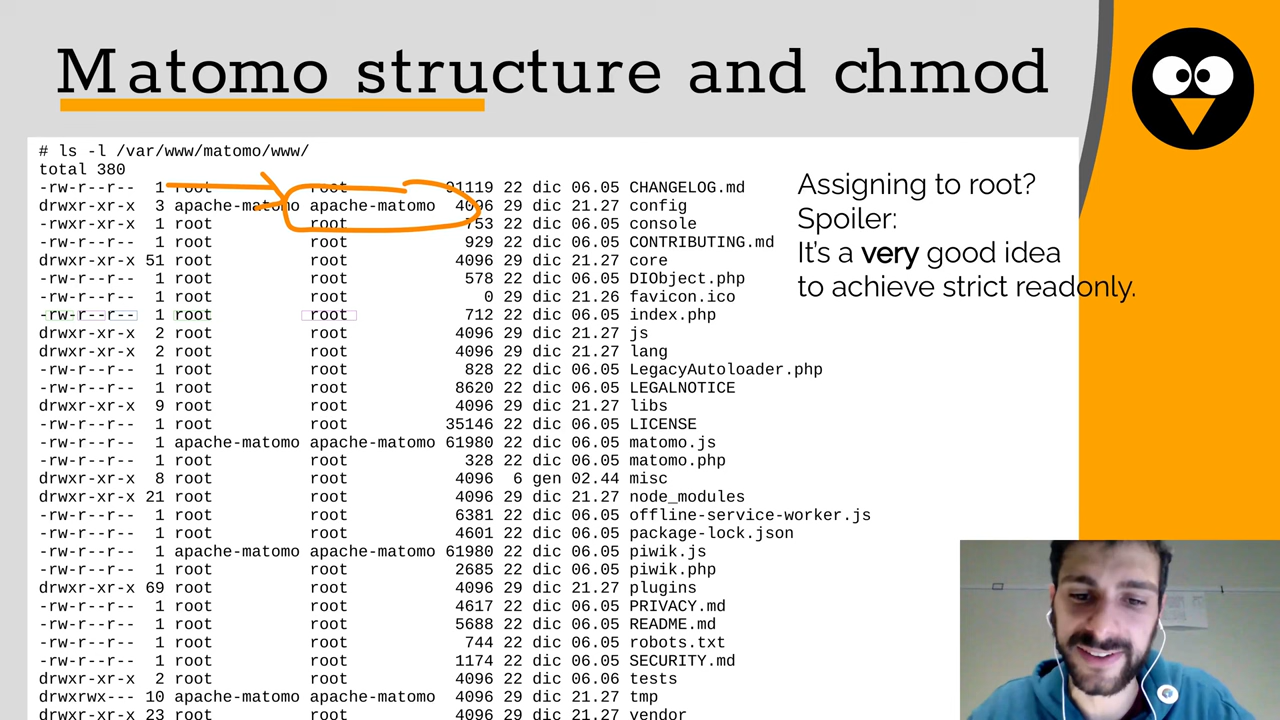 Matomo structure and chmod
# ls -l /var/www/matomo/www/
total 380
-rw-r--r-- 1 root root 91119 22 dic 06.05 CHANGELOG.md
drwxr-xr-x 3 apache-matomo apache-matomo 4096 29 dic 21.27 config
-rwxr-xr-x 1 root root 753 22 dic 06.05 console
-rw-r--r-- 1 root root 929 22 dic 06.05 CONTRIBUTING.md
drwxr-xr-x 51 root root 4096 29 dic 21.27 core
-rw-r--r-- 1 root root 578 22 dic 06.05 DIObject.php
-rw-r--r-- 1 root root 0 29 dic 21.26 favicon.ico
-rw-r--r-- 1 root root 712 22 dic 06.05 index.php
drwxr-xr-x 2 root root 4096 29 dic 21.27 js
drwxr-xr-x 2 root root 4096 29 dic 21.27 lang
-rw-r--r-- 1 root root 828 22 dic 06.05 LegacyAutoloader.php
-rw-r--r-- 1 root root 8620 22 dic 06.05 LEGALNOTICE
drwxr-xr-x 9 root root 4096 29 dic 21.27 libs
-rw-r--r-- 1 root root 35146 22 dic 06.05 LICENSE
-rw-r--r-- 1 apache-matomo apache-matomo 61980 22 dic 06.05 matomo.js
-rw-r--r-- 1 root root 328 22 dic 06.05 matomo.php
drwxr-xr-x 8 root root 4096 6 gen 02.44 misc
drwxr-xr-x 21 root root 4096 29 dic 21.27 node_modules
-rw-r--r-- 1 root root 6381 22 dic 06.05 offline-service-worker.js
-rw-r--r-- 1 root root 4601 22 dic 06.05 package-lock.json
-rw-r--r-- 1 apache-matomo apache-matomo 61980 22 dic 06.05 piwik.js
-rw-r--r-- 1 root root 2685 22 dic 06.05 piwik.php
drwxr-xr-x 69 root root 4096 29 dic 21.27 plugins
-rw-r--r-- 1 root root 4617 22 dic 06.05 PRIVACY.md
-rw-r--r-- 1 root root 5688 22 dic 06.05 README.md
-rw-r--r-- 1 root root 744 22 dic 06.05 robots.txt
-rw-r--r-- 1 root root 1174 22 dic 06.05 SECURITY.md
drwxr-xr-x 2 root root 4096 22 dic 06.06 tests
drwxrwx--- 10 apache-matomo apache-matomo 4096 29 dic 21.27 tmp
drwxr-xr-x 23 root root 4096 29 dic 21.27 vendor
Assigning to root?
Spoiler:
It's a very good idea
to achieve strict readonly.